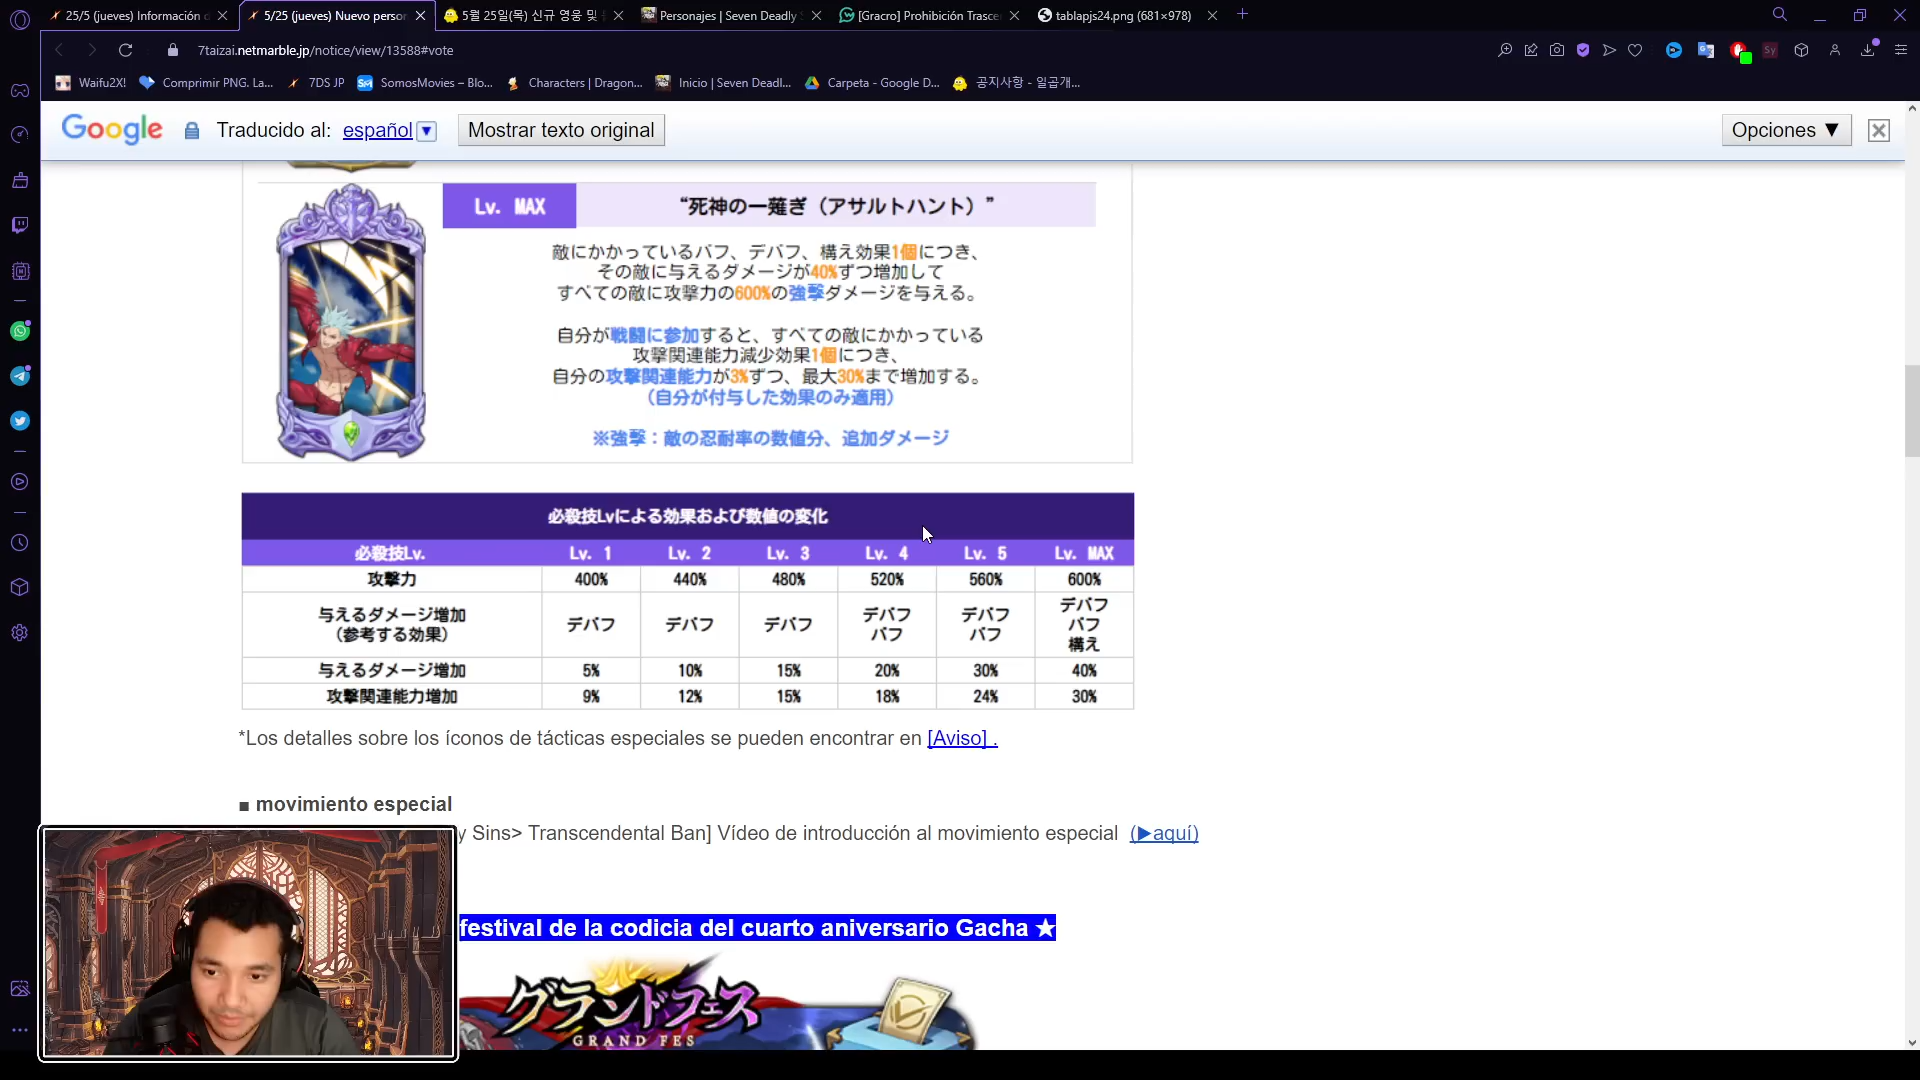 25/5 (jueves) Información d
5/25 (jueves) Nuevo person
5월 25일(목) 신규 영웅 및
Personajes | Seven Deadly S
[Gracro] Prohibición Trasce
tablapjs24.png (681×978)
7taizai.netmarble.jp/notice/view/13588#vote
Waifu2X!
Comprimir PNG. La...
7DS JP
SomosMovies – Blo...
Characters | Dragon...
Inicio | Seven Deadl...
Carpeta - Google D...
공지사항 - 일곱개...
Google
Traducido al: español
Mostrar texto original
Opciones ▼
Lv. MAX
“死神の一薙ぎ（アサルトハント）”
敵にかかっているバフ、デバフ、構え効果1個につき、
その敵に与えるダメージが40%ずつ増加して
すべての敵に攻撃力の600%の強撃ダメージを与える。
自分が戦闘に参加すると、すべての敵にかかっている
攻撃関連能力減少効果1個につき、
自分の攻撃関連能力が3%ずつ、最大30%まで増加する。
（自分が付与した効果のみ適用）
※強撃：敵の忍耐率の数値分、追加ダメージ
必殺技Lvによる効果および数値の変化
必殺技Lv. Lv. 1 Lv. 2 Lv. 3 Lv. 4 Lv. 5 Lv. MAX
攻撃力 400% 440% 480% 520% 560% 600%
与えるダメージ増加
（参考する効果）
デバフ
デバフ
デバフ
デバフ
バフ
デバフ
バフ
デバフ
バフ
構え
与えるダメージ増加 5% 10% 15% 20% 30% 40%
攻撃関連能力増加 9% 12% 15% 18% 24% 30%
*Los detalles sobre los íconos de tácticas especiales se pueden encontrar en [Aviso] .
■ movimiento especial
y Sins> Transcendental Ban] Vídeo de introducción al movimiento especial (▶aquí)
festival de la codicia del cuarto aniversario Gacha ★
グランドフェス
GRAND FES